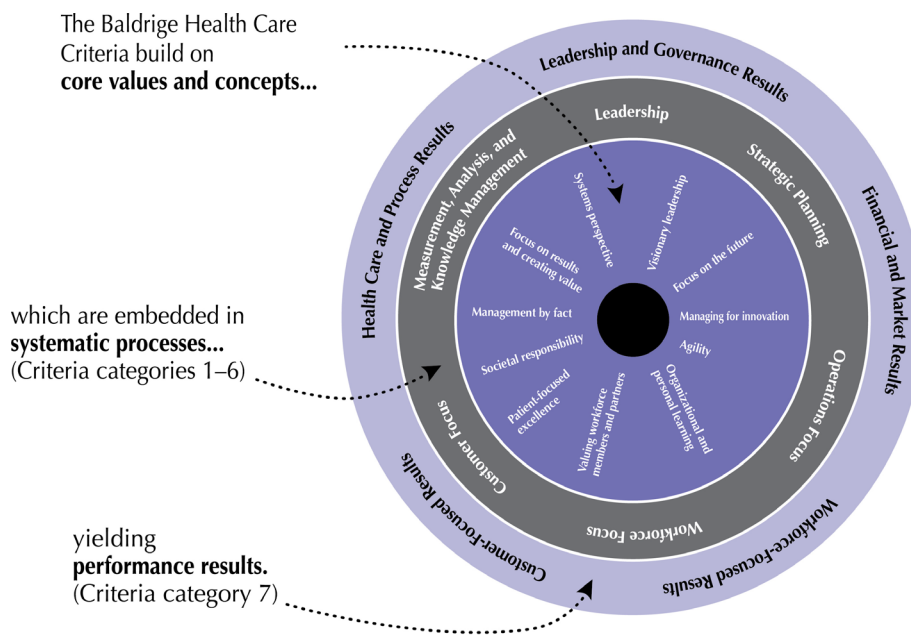 The Baldrige Health Care
Criteria build on
core values and concepts...
which are embedded in
systematic processes...
(Criteria categories 1–6)
yielding
performance results.
(Criteria category 7)
Leadership and Governance Results
Financial and Market Results
Workforce-Focused Results
Customer-Focused Results
Health Care and Process Results
Leadership
Strategic Planning
Operations Focus
Workforce Focus
Customer Focus
Measurement, Analysis, and
Knowledge Management
Systems perspective
Visionary leadership
Focus on the future
Managing for innovation
Agility
Organizational and
personal learning
Valuing workforce
members and partners
Patient-focused
excellence
Societal responsibility
Management by fact
Focus on results
and creating value